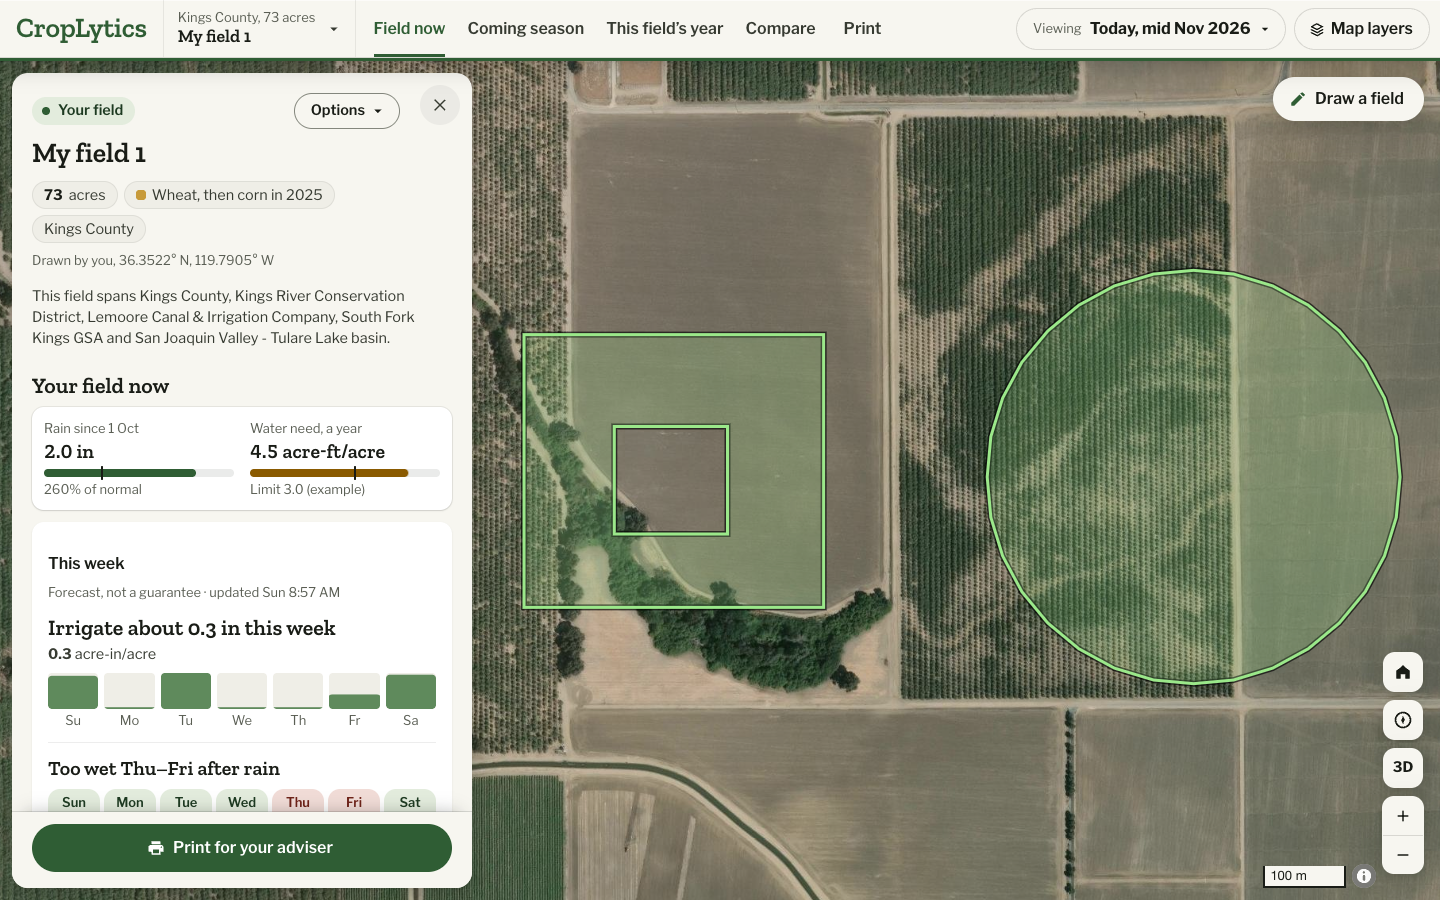 CropLytics
Kings County, 73 acres
My field 1
Field now
Coming season
This field’s year
Compare
Print
Viewing Today, mid Nov 2026
Map layers
Your field
Options
My field 1
73 acres
Wheat, then corn in 2025
Kings County
Drawn by you, 36.3522° N, 119.7905° W
This field spans Kings County, Kings River Conservation
District, Lemoore Canal & Irrigation Company, South Fork
Kings GSA and San Joaquin Valley - Tulare Lake basin.
Your field now
Rain since 1 Oct
2.0 in
260% of normal
Water need, a year
4.5 acre-ft/acre
Limit 3.0 (example)
This week
Forecast, not a guarantee · updated Sun 8:57 AM
Irrigate about 0.3 in this week
0.3 acre-in/acre
Su Mo Tu We Th Fr Sa
Too wet Thu–Fri after rain
Sun Mon Tue Wed Thu Fri Sat
Print for your adviser
Draw a field
3D
+
−
100 m